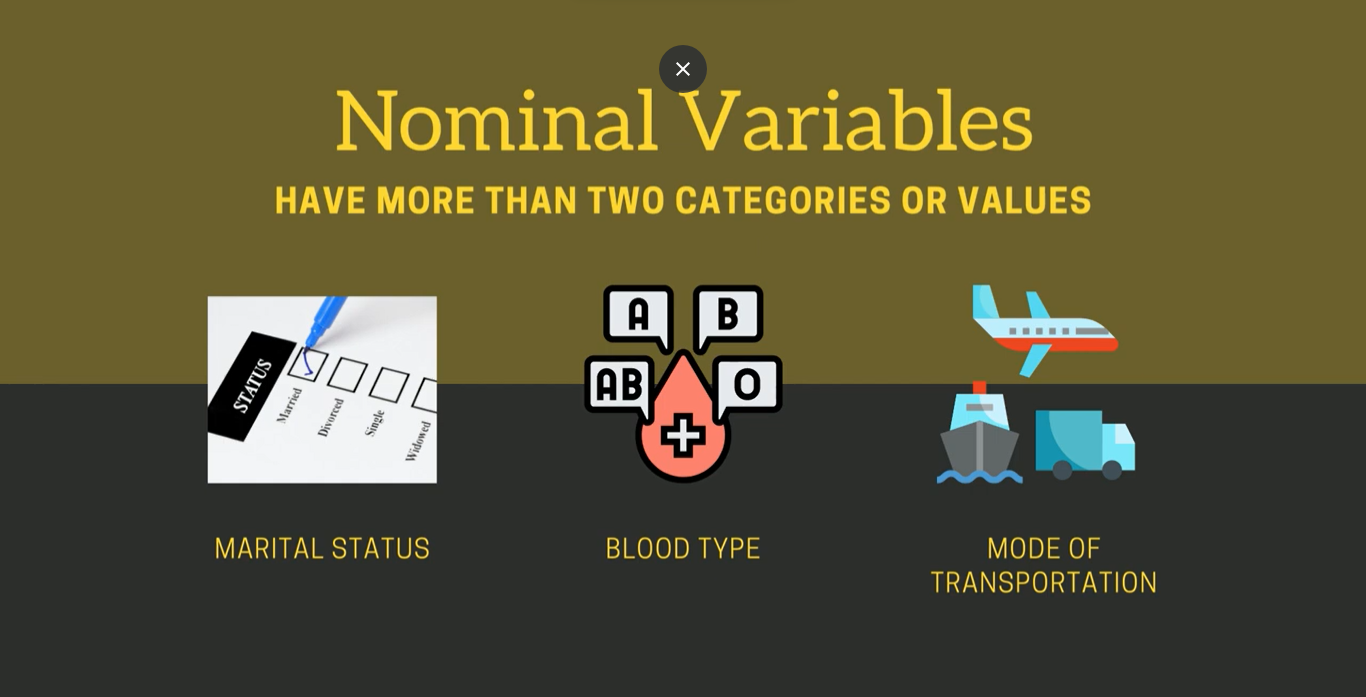 Nominal Variables
HAVE MORE THAN TWO CATEGORIES OR VALUES
STATUS
Married
Divorced
Single
Widowed
A
B
AB
O
MARITAL STATUS
BLOOD TYPE
MODE OF
TRANSPORTATION